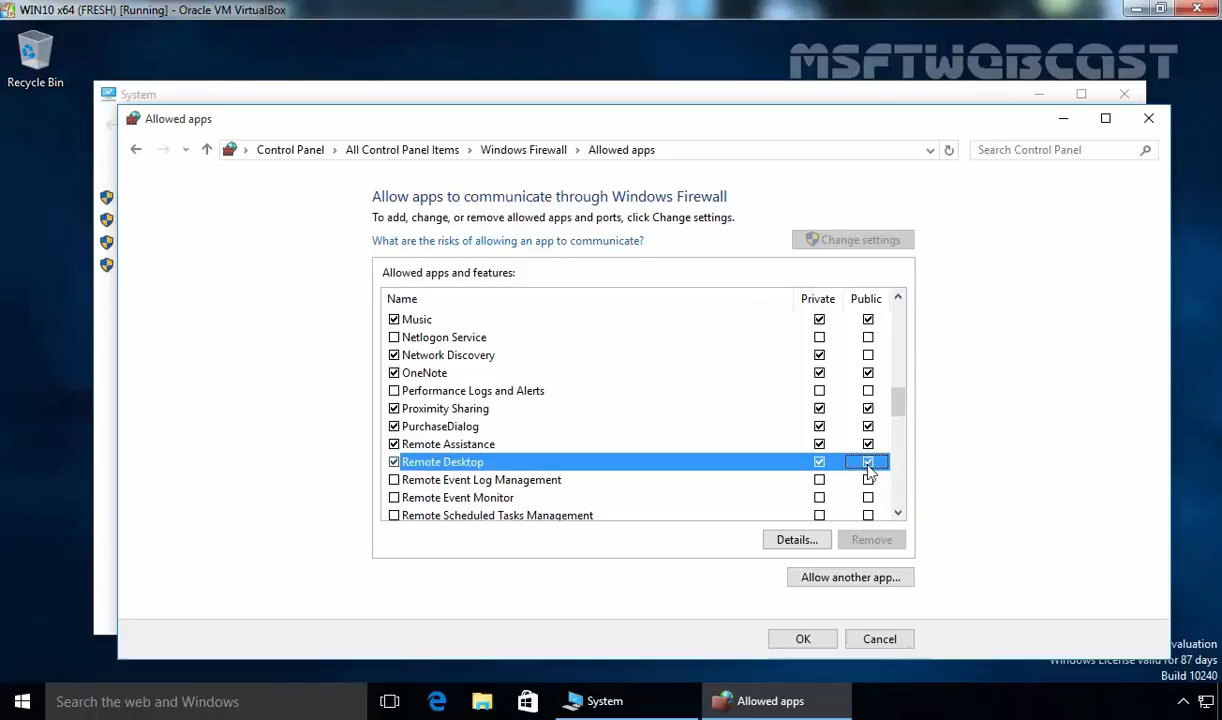 WIN10 x64 (FRESH) [Running] - Oracle VM VirtualBox
MSFTWEBCAST
Recycle Bin
System
Allowed apps
Control Panel > All Control Panel Items > Windows Firewall > Allowed apps
Search Control Panel
Allow apps to communicate through Windows Firewall
To add, change, or remove allowed apps and ports, click Change settings.
What are the risks of allowing an app to communicate?
Change settings
Allowed apps and features:
Name Private Public
Music
Netlogon Service
Network Discovery
OneNote
Performance Logs and Alerts
Proximity Sharing
PurchaseDialog
Remote Assistance
Remote Desktop
Remote Event Log Management
Remote Event Monitor
Remote Scheduled Tasks Management
Details... Remove
Allow another app...
OK Cancel
valuation
Windows License valid for 87 days
Build 10240
Search the web and Windows
System
Allowed apps